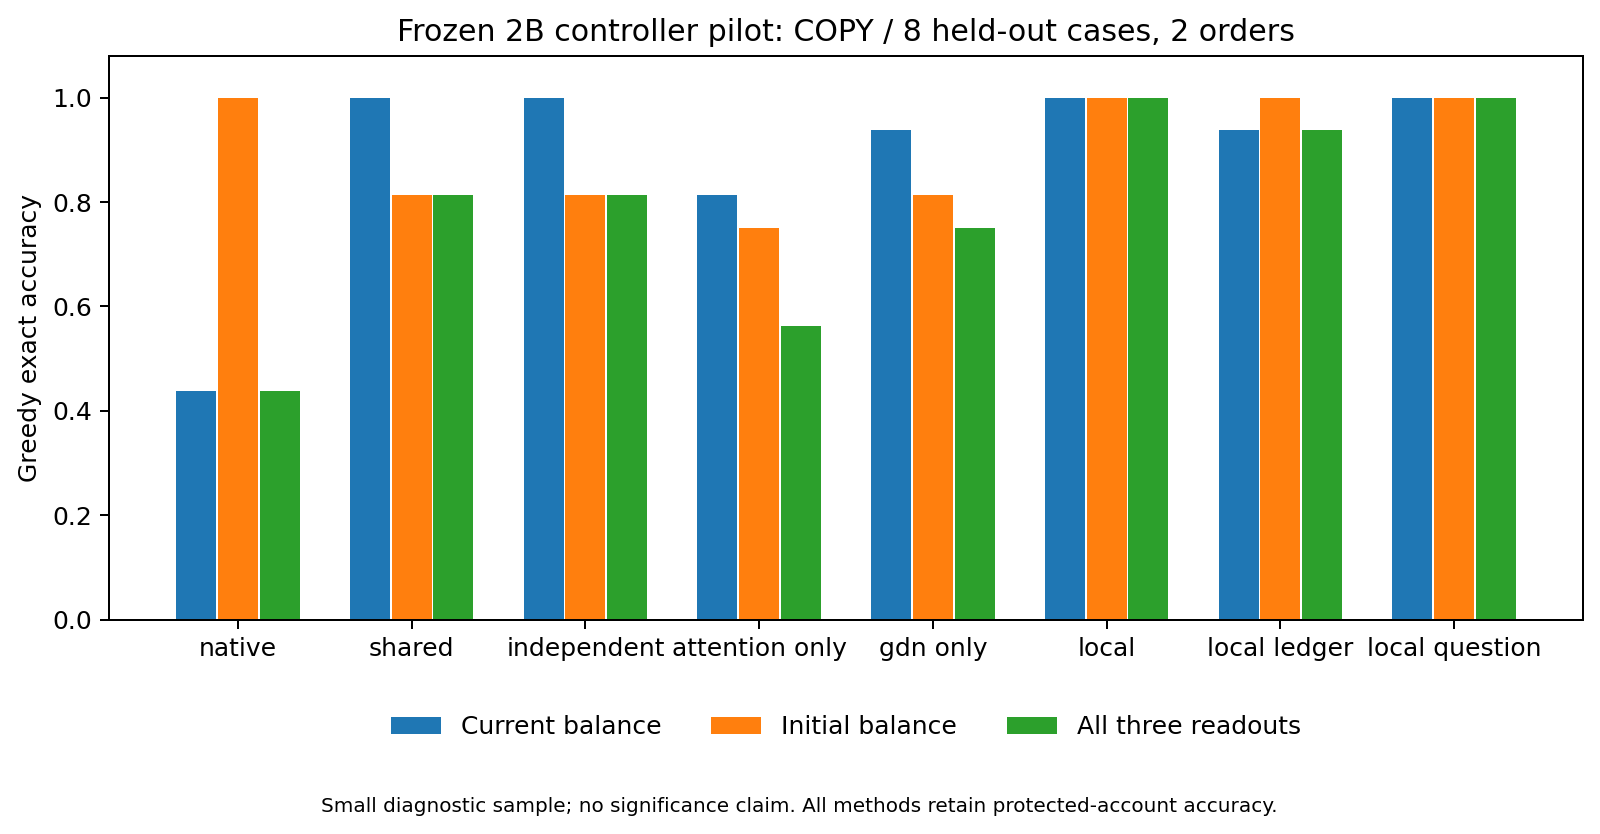 Frozen 2B controller pilot: COPY / 8 held-out cases, 2 orders
Greedy exact accuracy
1.0
0.8
0.6
0.4
0.2
0.0
native shared independent attention only gdn only local local ledger local question
Current balance Initial balance All three readouts
Small diagnostic sample; no significance claim. All methods retain protected-account accuracy.